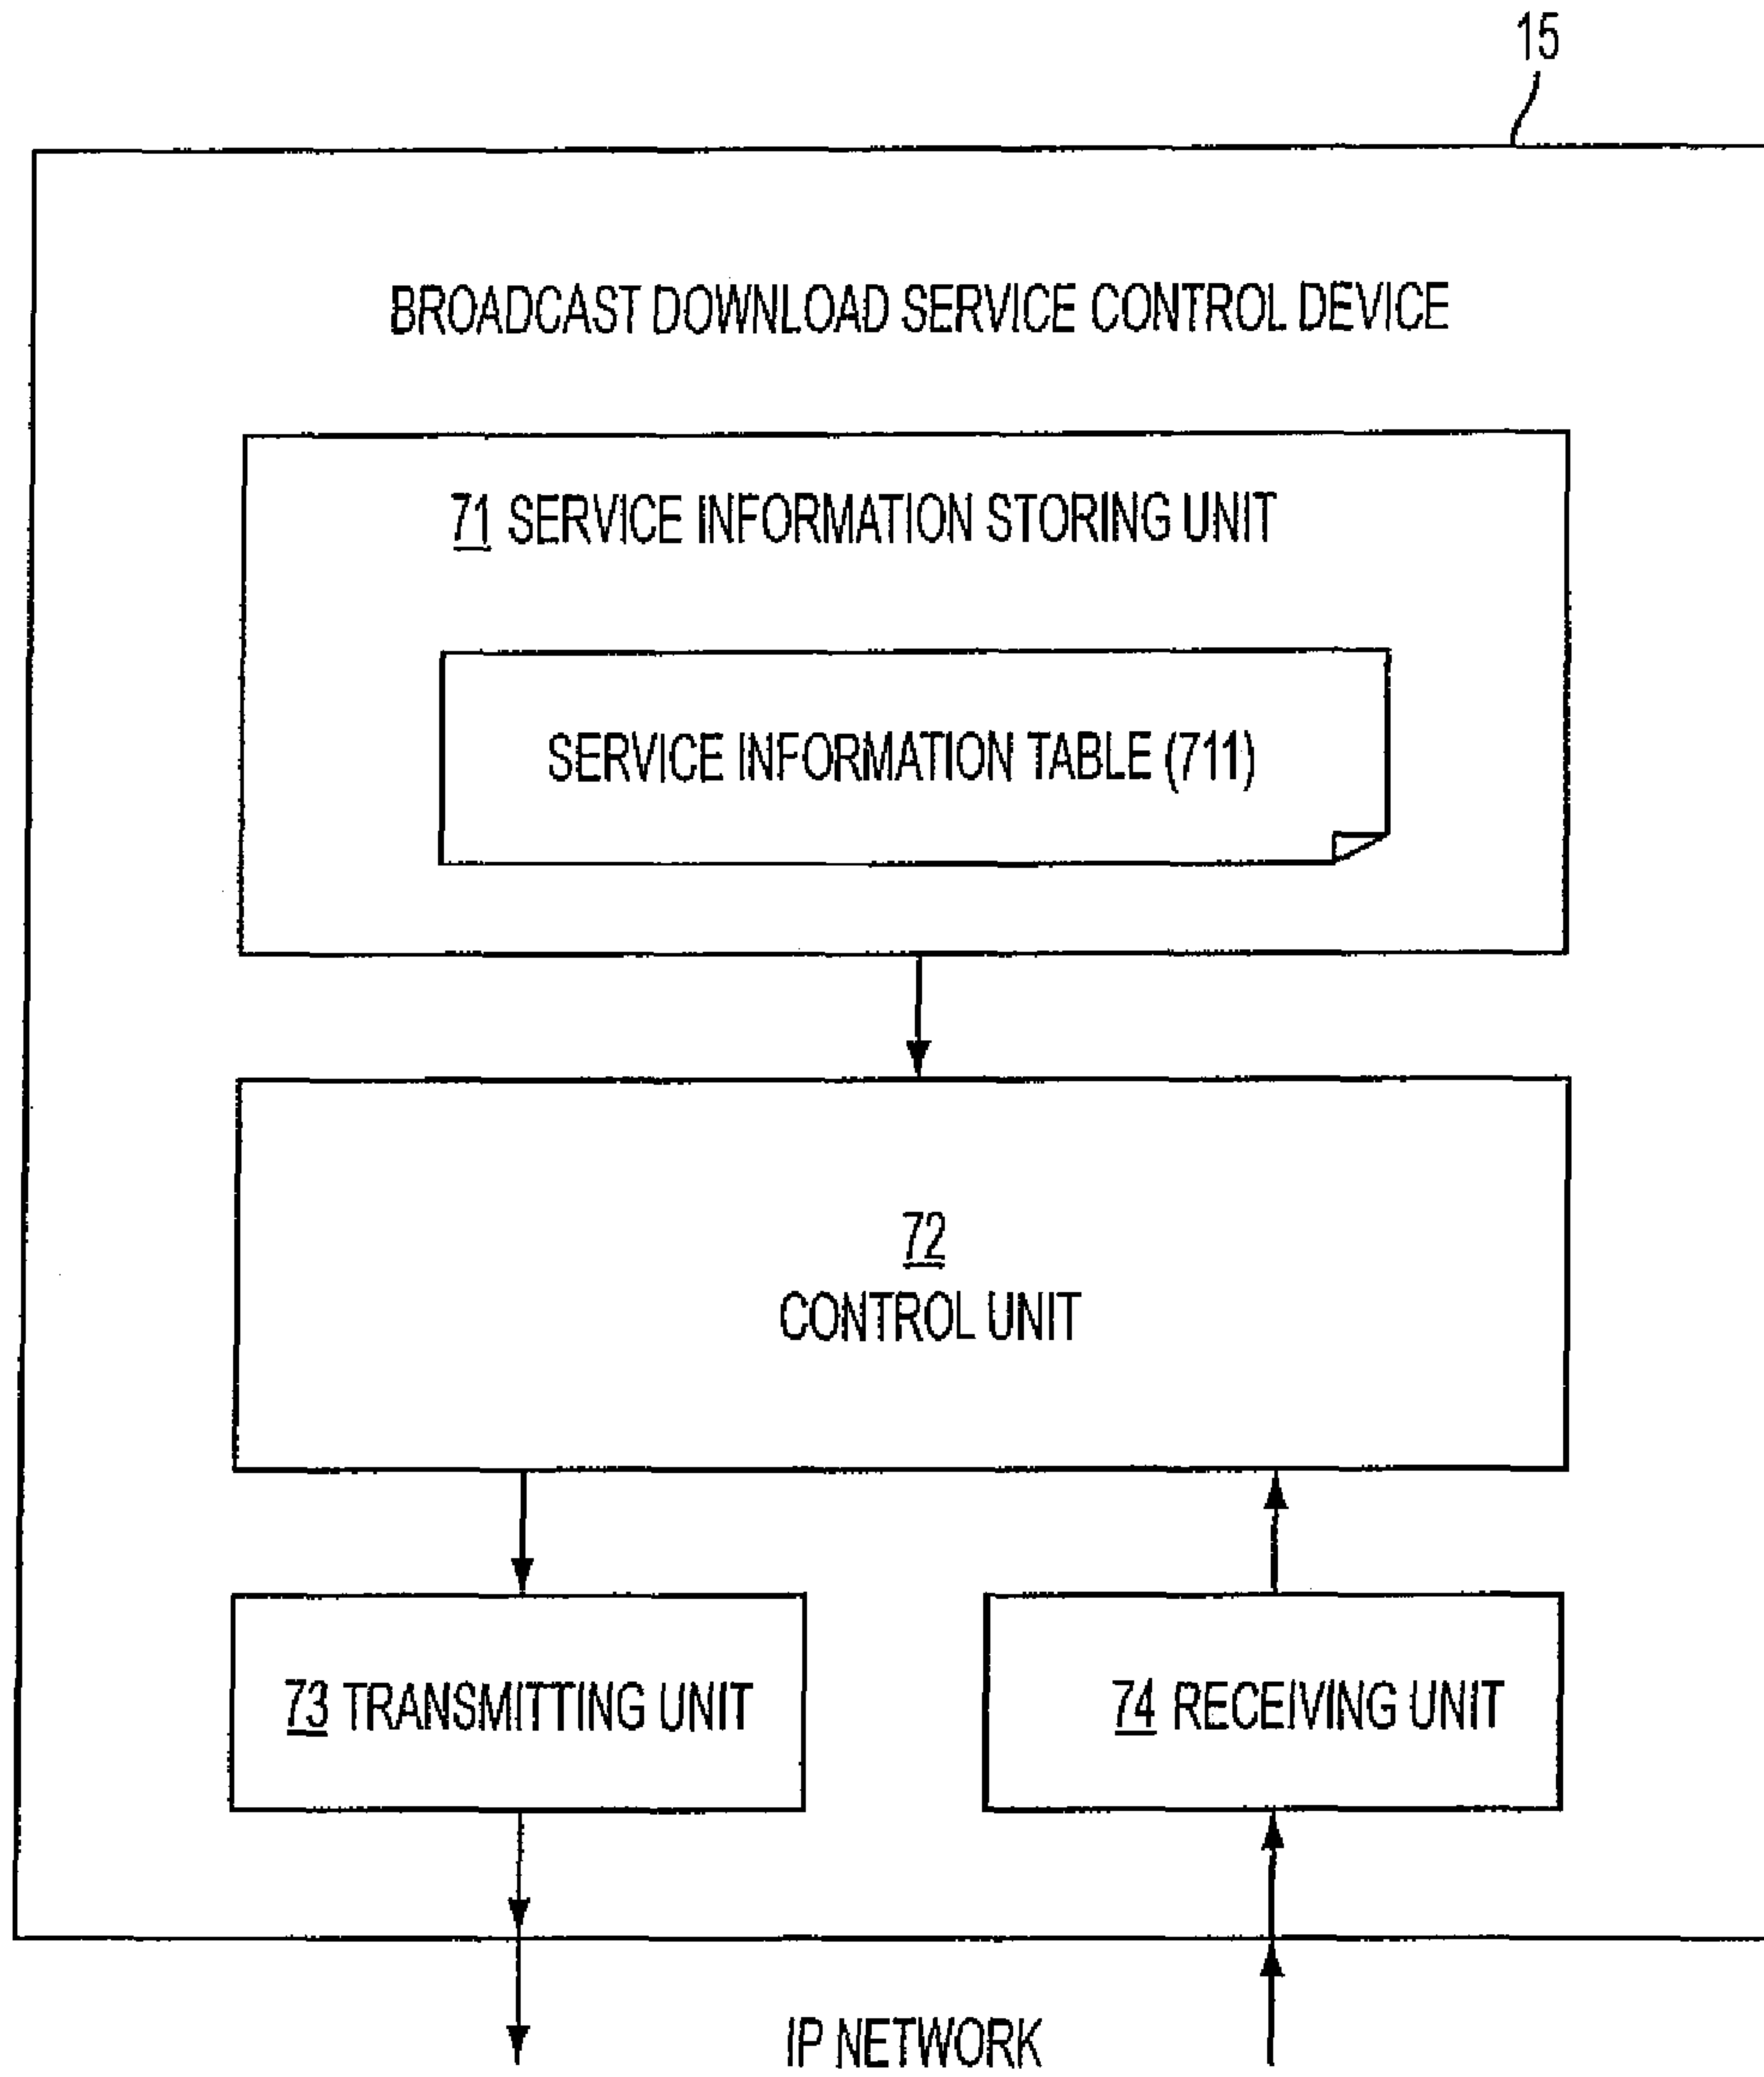 15
BROADCAST DOWNLOAD SERVICE CONTROL DEVICE
71 SERVICE INFORMATION STORING UNIT
SERVICE INFORMATION TABLE (711)
72
CONTROL UNIT
73 TRANSMITTING UNIT
74 RECEIVING UNIT
IP NETWORK